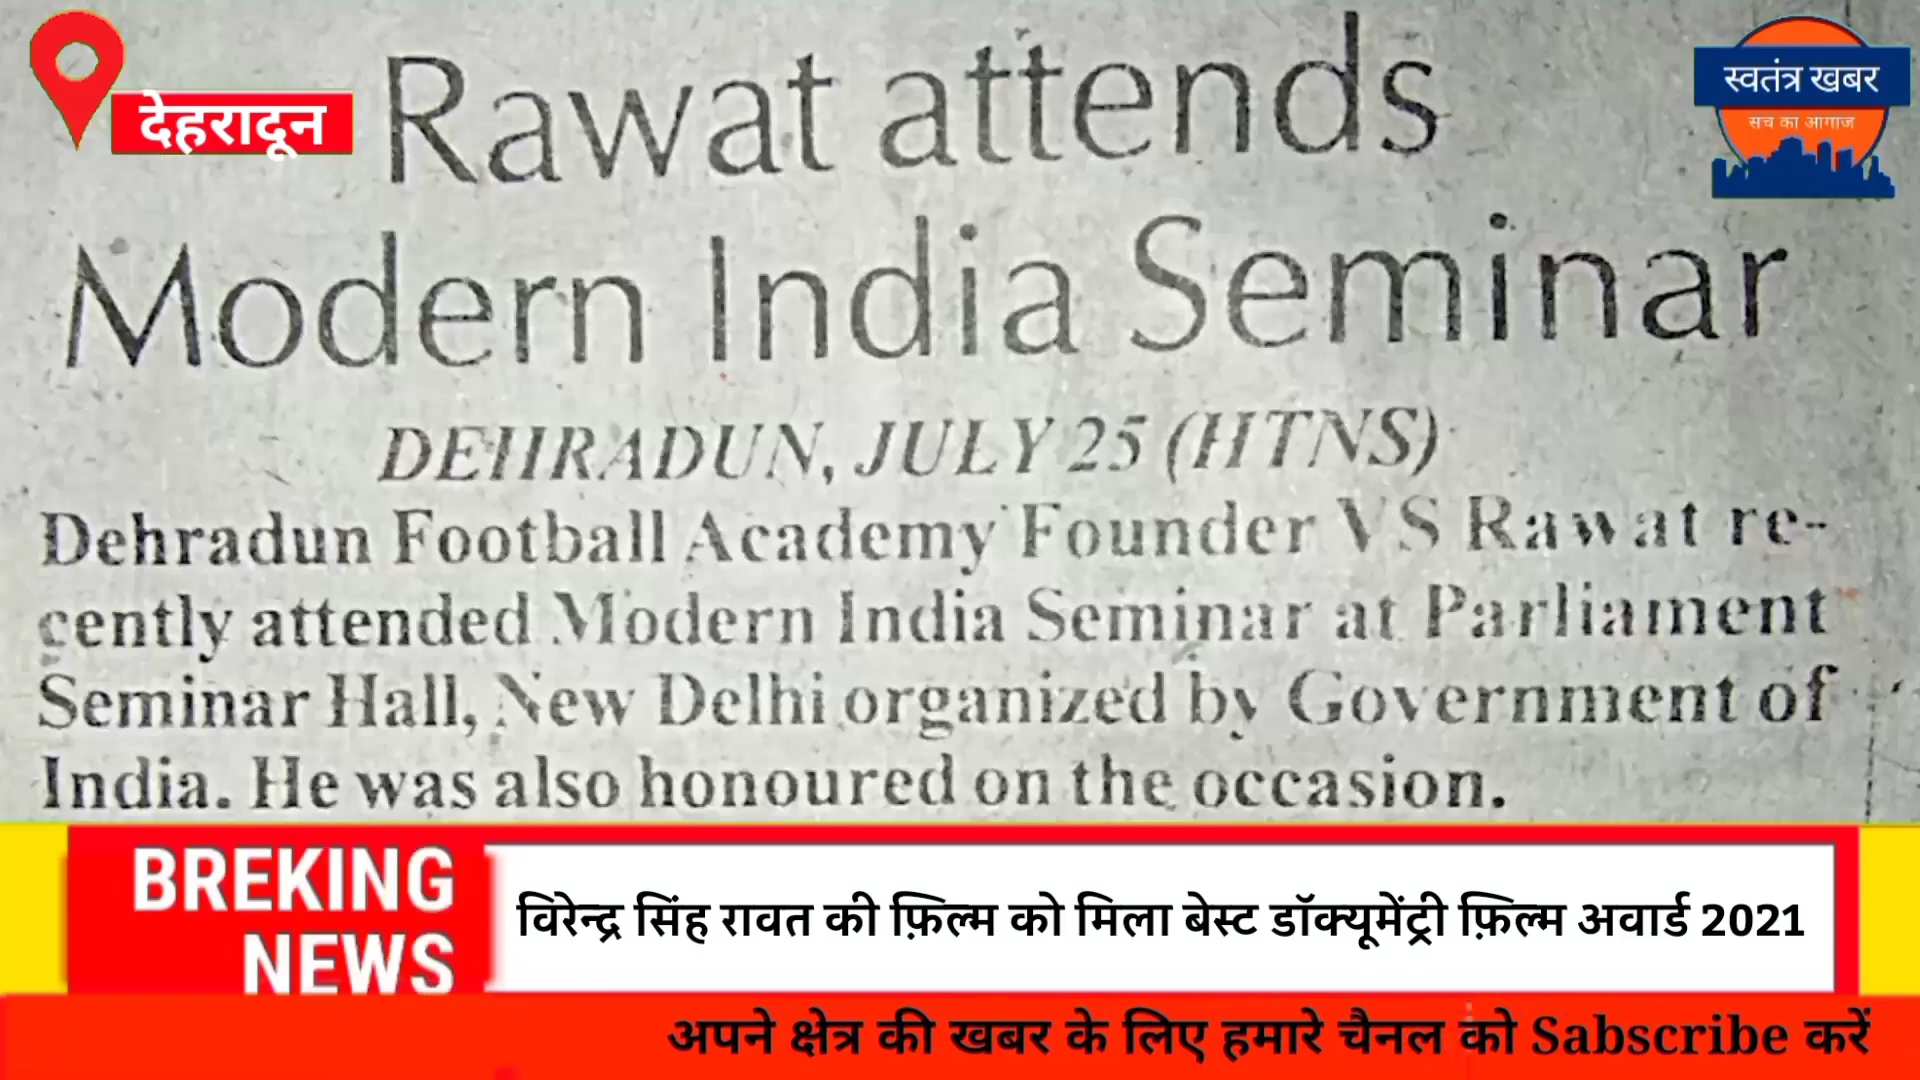 देहरादून
स्वतंत्र खबर
सच का आगाज
Rawat attends
Modern India Seminar
DEHRADUN, JULY 25 (HTNS)
Dehradun Football Academy Founder VS Rawat re-
cently attended Modern India Seminar at Parliament
Seminar Hall, New Delhi organized by Government of
India. He was also honoured on the occasion.
BREKING
NEWS
विरेन्द्र सिंह रावत की फ़िल्म को मिला बेस्ट डॉक्यूमेंट्री फ़िल्म अवार्ड 2021
अपने क्षेत्र की खबर के लिए हमारे चैनल को Sabscribe करें